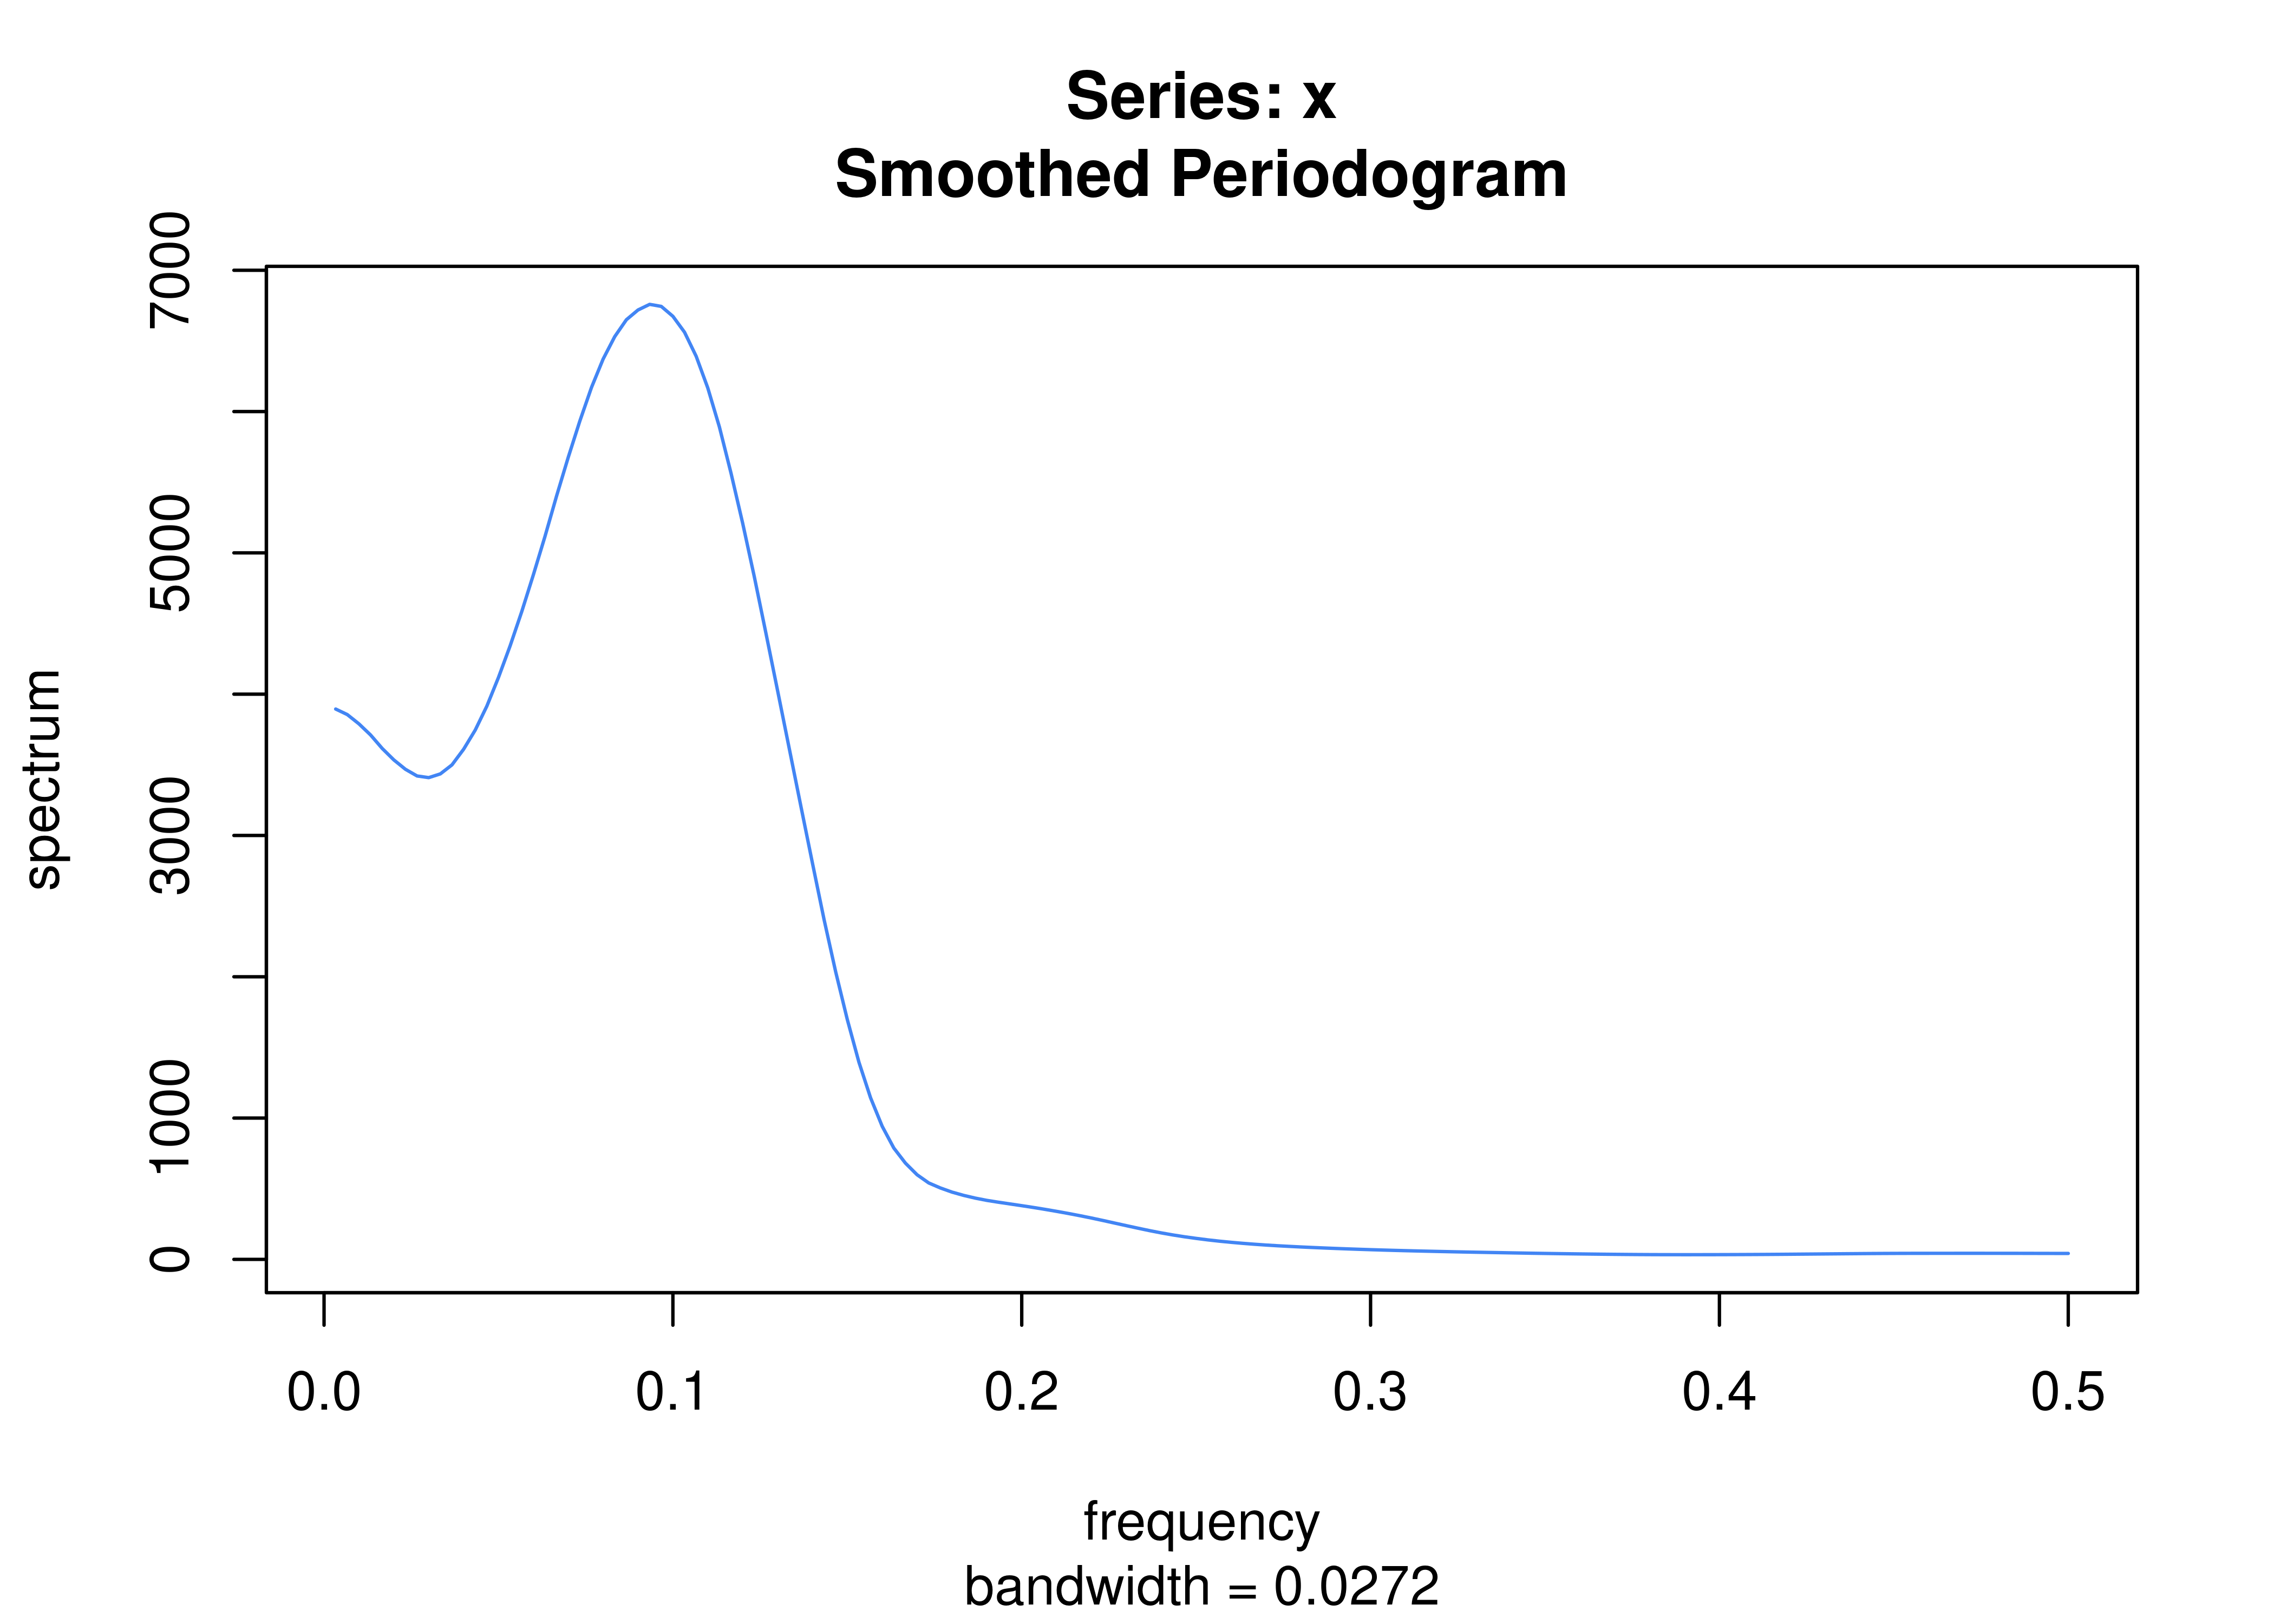 Series: x
Smoothed Periodogram
spectrum
7000
5000
3000
1000
0
0.0 0.1 0.2 0.3 0.4 0.5
frequency
bandwidth = 0.0272